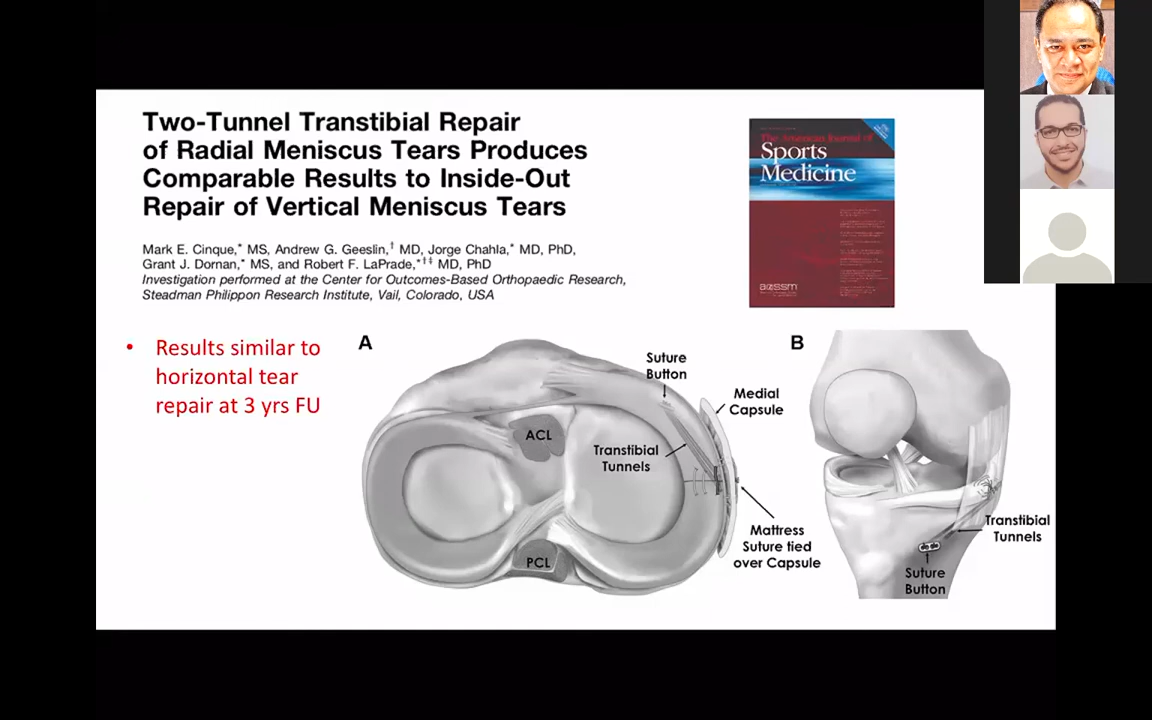 Two-Tunnel Transtibial Repair
of Radial Meniscus Tears Produces
Comparable Results to Inside-Out
Repair of Vertical Meniscus Tears
Mark E. Cinque,* MS, Andrew G. Geeslin,† MD, Jorge Chahla,* MD, PhD,
Grant J. Dornan,* MS, and Robert F. LaPrade,*†‡ MD, PhD
Investigation performed at the Center for Outcomes-Based Orthopaedic Research,
Steadman Philippon Research Institute, Vail, Colorado, USA
The American Journal of
Sports
Medicine
aossm
• Results similar to
horizontal tear
repair at 3 yrs FU
A
Suture
Button
Medial
Capsule
ACL
Transtibial
Tunnels
Mattress
Suture tied
over Capsule
PCL
B
Transtibial
Tunnels
Suture
Button